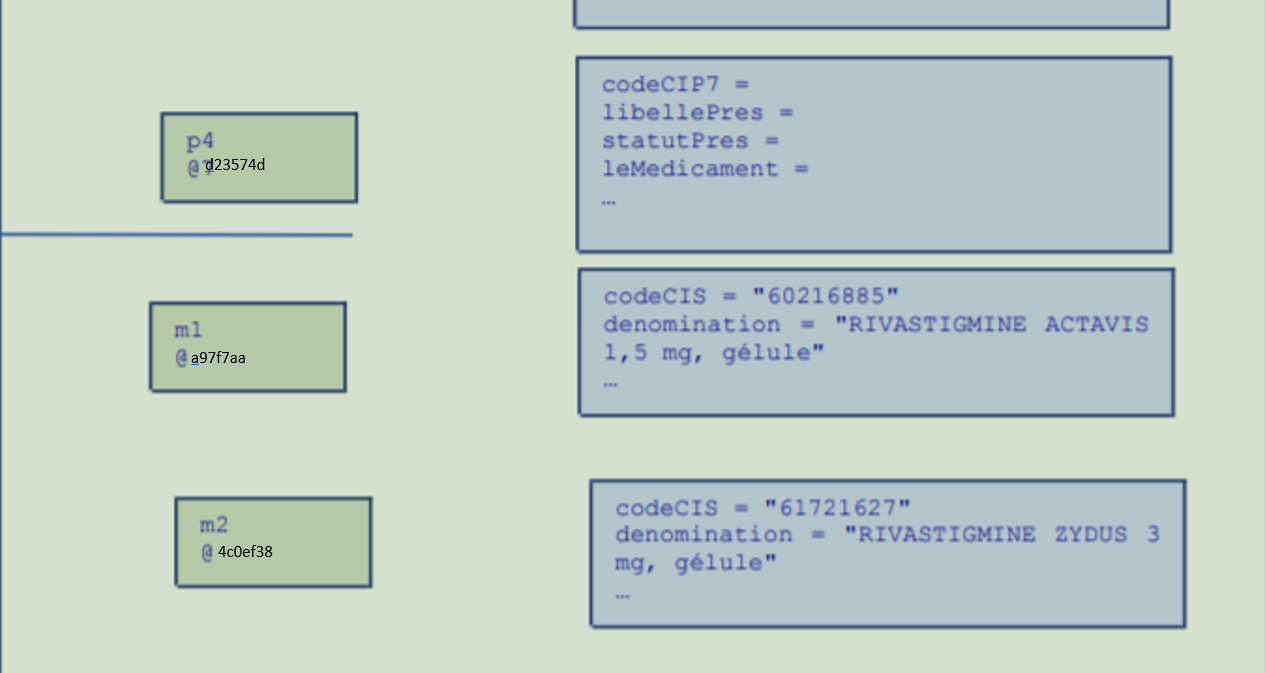 codeCIP7 =
libellePres =
statutPres =
leMedicament =
…
p4
@d23574d
codeCIS = "60216885"
denomination = "RIVASTIGMINE ACTAVIS
1,5 mg, gélule"
…
m1
@a97f7aa
codeCIS = "61721627"
denomination = "RIVASTIGMINE ZYDUS 3
mg, gélule"
…
m2
@ 4c0ef38